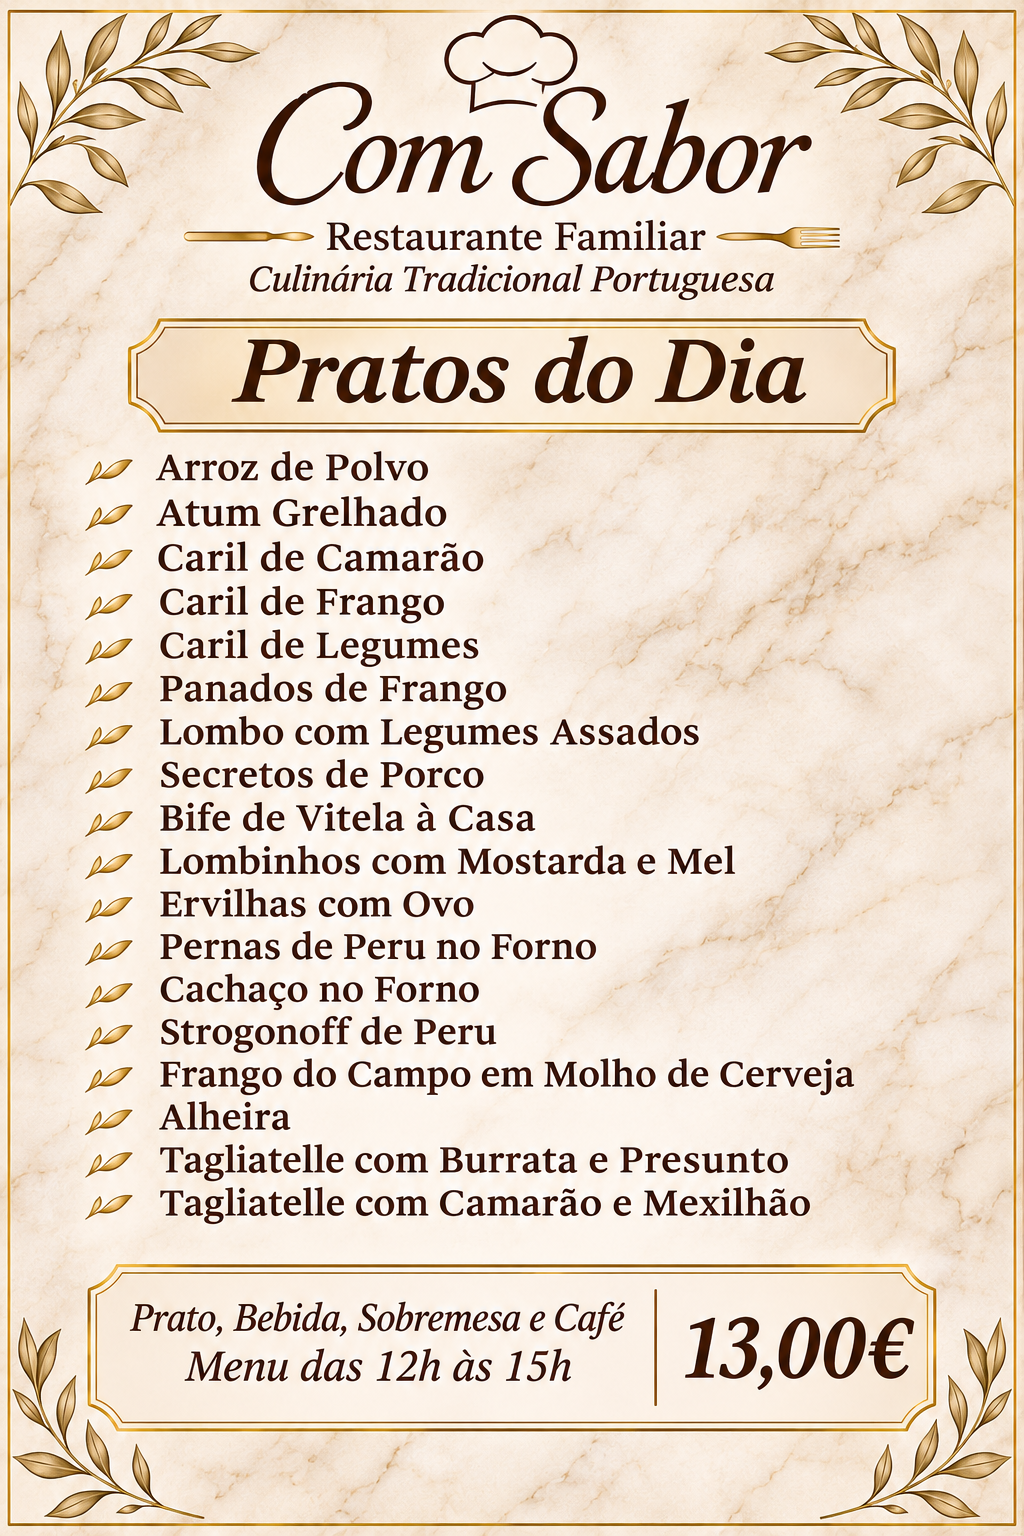 Com Sabor
Restaurante Familiar
Culinária Tradicional Portuguesa
Pratos do Dia
Arroz de Polvo
Atum Grelhado
Caril de Camarão
Caril de Frango
Caril de Legumes
Panados de Frango
Lombo com Legumes Assados
Secretos de Porco
Bife de Vitela à Casa
Lombinhos com Mostarda e Mel
Ervilhas com Ovo
Pernas de Peru no Forno
Cachaço no Forno
Strogonoff de Peru
Frango do Campo em Molho de Cerveja
Alheira
Tagliatelle com Burrata e Presunto
Tagliatelle com Camarão e Mexilhão
Prato, Bebida, Sobremesa e Café
Menu das 12h às 15h
13,00€